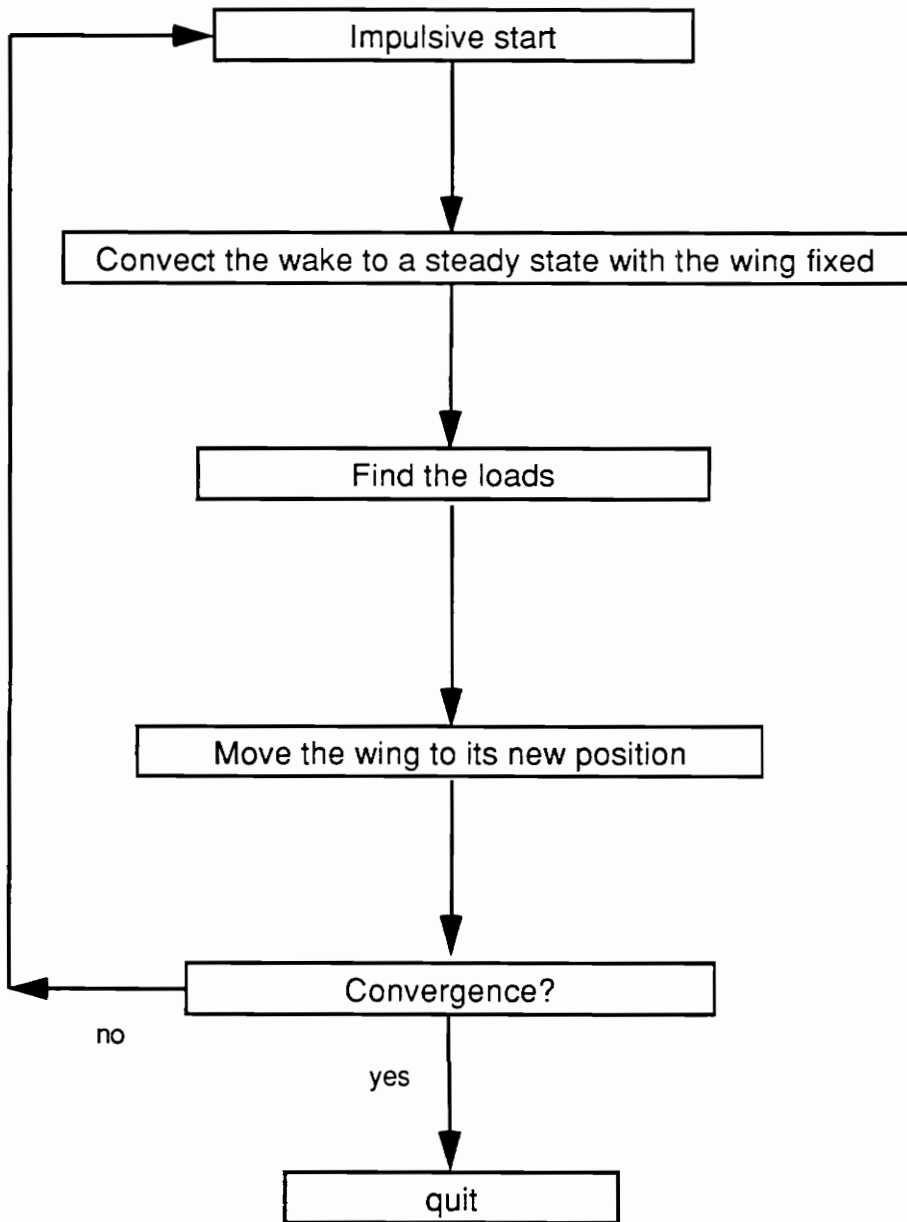 Impulsive start
Convect the wake to a steady state with the wing fixed
Find the loads
Move the wing to its new position
Convergence?
no
yes
quit